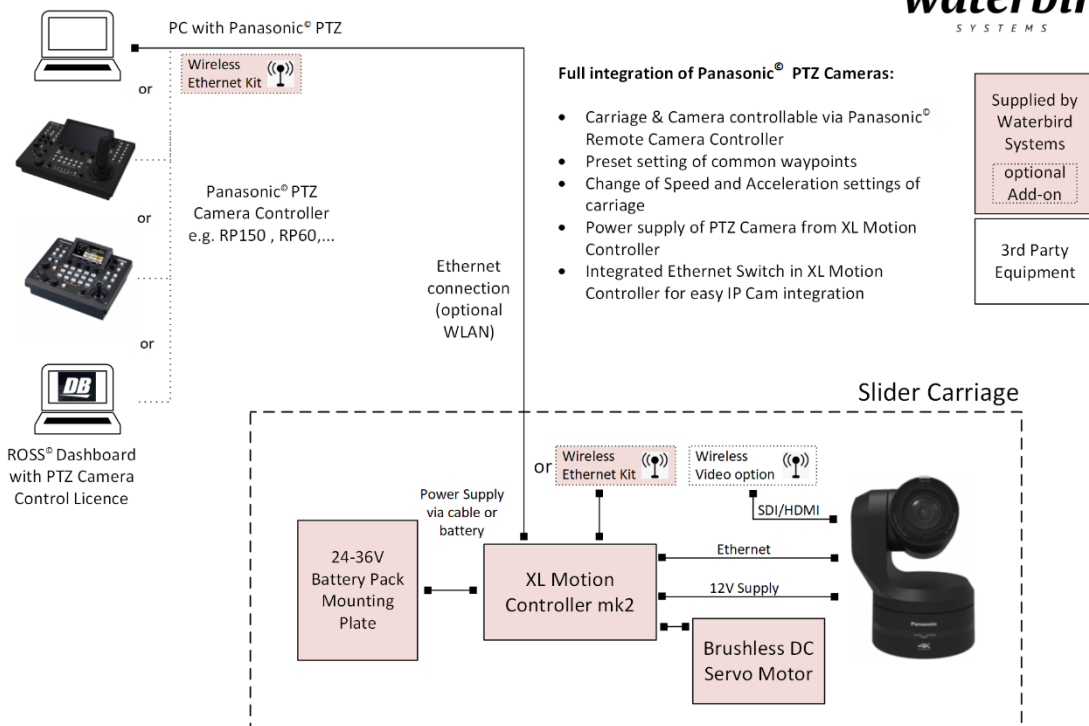 PC with Panasonic© PTZ
SYSTEMS
Wireless
Ethernet Kit
or
Full integration of Panasonic© PTZ Cameras:
• Carriage & Camera controllable via Panasonic©
Remote Camera Controller
• Preset setting of common waypoints
• Change of Speed and Acceleration settings of
carriage
• Power supply of PTZ Camera from XL Motion
Controller
• Integrated Ethernet Switch in XL Motion
Controller for easy IP Cam integration
Supplied by
Waterbird
Systems
optional
Add-on
3rd Party
Equipment
Panasonic© PTZ
Camera Controller
e.g. RP150 , RP60,...
or
Ethernet
connection
(optional
WLAN)
or
DB
ROSS© Dashboard
with PTZ Camera
Control Licence
Slider Carriage
or
Wireless
Ethernet Kit
Wireless
Video option
SDI/HDMI
Power Supply
via cable or
battery
24-36V
Battery Pack
Mounting
Plate
XL Motion
Controller mk2
Ethernet
12V Supply
Brushless DC
Servo Motor
Panasonic
4K